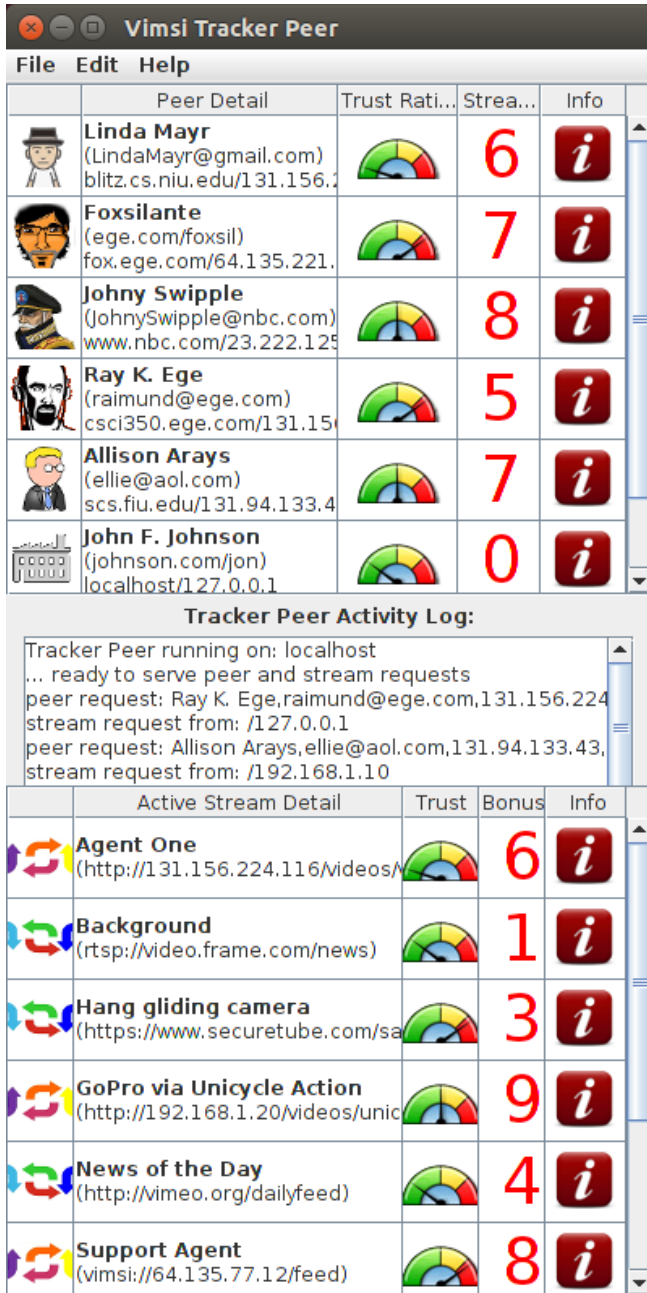 Vimsi Tracker Peer
File Edit Help
Peer Detail Trust Rati... Strea... Info
Linda Mayr
(LindaMayr@gmail.com)
blitz.cs.niu.edu/131.156.2
6 i
Foxsilante
(ege.com/foxsil)
fox.ege.com/64.135.221.
7 i
Johny Swipple
(JohnySwipple@nbc.com)
www.nbc.com/23.222.125
8 i
Ray K. Ege
(raimund@ege.com)
csci350.ege.com/131.15
5 i
Allison Arays
(ellie@aol.com)
scs.fiu.edu/131.94.133.4
7 i
John F. Johnson
(johnson.com/jon)
localhost/127.0.0.1
0 i
Tracker Peer Activity Log:
Tracker Peer running on: localhost
... ready to serve peer and stream requests
peer request: Ray K. Ege,raimund@ege.com,131.156.224
stream request from: /127.0.0.1
peer request: Allison Arays,ellie@aol.com,131.94.133.43,
stream request from: /192.168.1.10
Active Stream Detail Trust Bonus Info
Agent One
(http://131.156.224.116/videos/
6 i
Background
(rtsp://video.frame.com/news)
1 i
Hang gliding camera
(https://www.securetube.com/sa
3 i
GoPro via Unicycle Action
(http://192.168.1.20/videos/unic
9 i
News of the Day
(http://vimeo.org/dailyfeed)
4 i
Support Agent
(vimsi://64.135.77.12/feed)
8 i